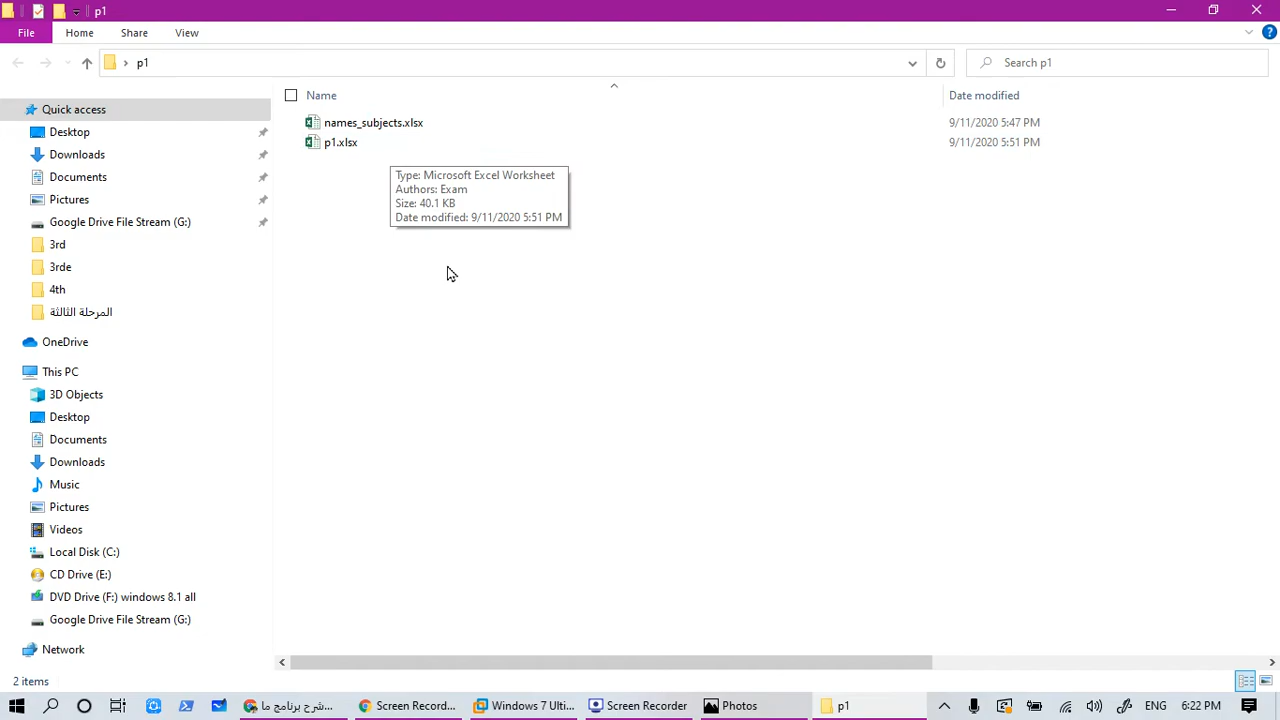 p1
File
Home
Share
View
p1
Search p1
Name
Date modified
names_subjects.xlsx
9/11/2020 5:47 PM
p1.xlsx
9/11/2020 5:51 PM
Type: Microsoft Excel Worksheet
Authors: Exam
Size: 40.1 KB
Date modified: 9/11/2020 5:51 PM
Quick access
Desktop
Downloads
Documents
Pictures
Google Drive File Stream (G:)
3rd
3rde
4th
المرحلة الثالثة
OneDrive
This PC
3D Objects
Desktop
Documents
Downloads
Music
Pictures
Videos
Local Disk (C:)
CD Drive (E:)
DVD Drive (F:) windows 8.1 all
Google Drive File Stream (G:)
Network
2 items
شرح برنامج ما...
Screen Record...
Windows 7 Ulti...
Screen Recorder
Photos
p1
ENG
6:22 PM